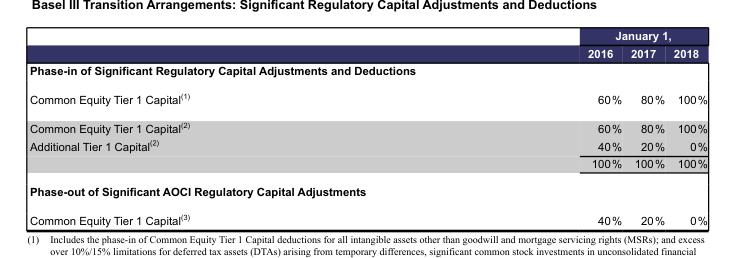 Basel III Transition Arrangements: Significant Regulatory Capital Adjustments and Deductions
January 1,
2016 2017 2018
Phase-in of Significant Regulatory Capital Adjustments and Deductions
Common Equity Tier 1 Capital(1) 60% 80% 100%
Common Equity Tier 1 Capital(2) 60% 80% 100%
Additional Tier 1 Capital(2) 40% 20% 0%
100% 100% 100%
Phase-out of Significant AOCI Regulatory Capital Adjustments
Common Equity Tier 1 Capital(3) 40% 20% 0%
(1) Includes the phase-in of Common Equity Tier 1 Capital deductions for all intangible assets other than goodwill and mortgage servicing rights (MSRs); and excess
over 10%/15% limitations for deferred tax assets (DTAs) arising from temporary differences, significant common stock investments in unconsolidated financial